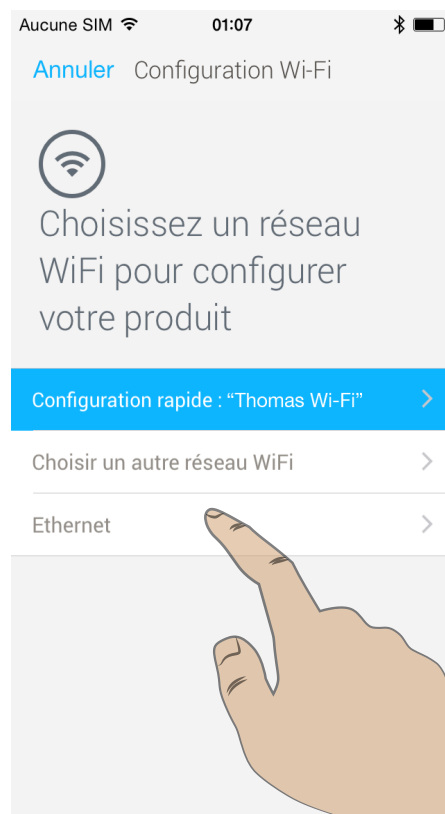 Aucune SIM 01:07
Annuler Configuration Wi-Fi
Choisissez un réseau
WiFi pour configurer
votre produit
Configuration rapide : “Thomas Wi-Fi”
Choisir un autre réseau WiFi
Ethernet